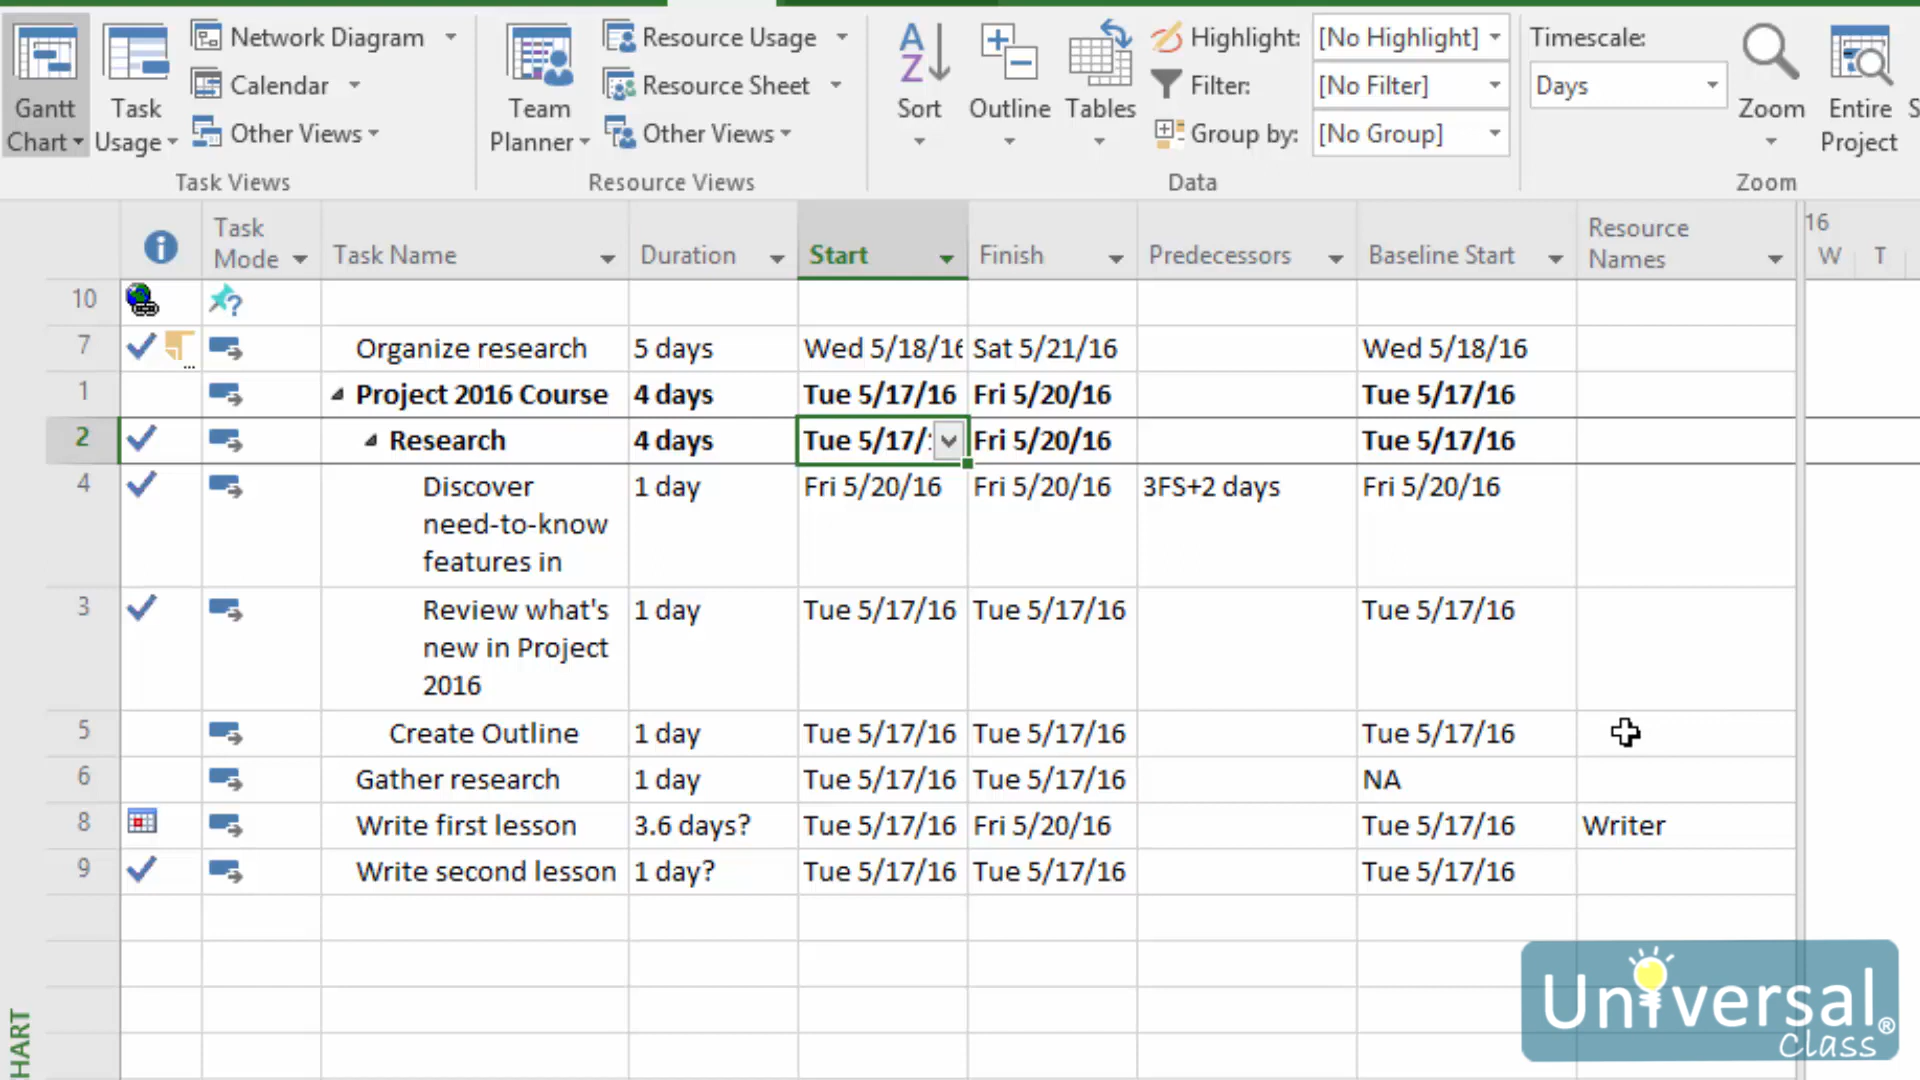 Gantt
Chart
Task
Usage
Network Diagram
Calendar
Other Views
Task Views
Team
Planner
Resource Usage
Resource Sheet
Other Views
Resource Views
A
Z
Sort
Outline
Tables
Highlight: [No Highlight]
Filter: [No Filter]
Group by: [No Group]
Data
Timescale:
Days
Zoom
Entire
Project
Zoom
Task
Mode
Task Name
Duration
Start
Finish
Predecessors
Baseline Start
Resource
Names
16
W T
10
7 Organize research 5 days Wed 5/18/16 Sat 5/21/16 Wed 5/18/16
1 Project 2016 Course 4 days Tue 5/17/16 Fri 5/20/16 Tue 5/17/16
2 Research 4 days Tue 5/17/ Fri 5/20/16 Tue 5/17/16
4 Discover 1 day Fri 5/20/16 Fri 5/20/16 3FS+2 days Fri 5/20/16
need-to-know
features in
3 Review what's 1 day Tue 5/17/16 Tue 5/17/16 Tue 5/17/16
new in Project
2016
5 Create Outline 1 day Tue 5/17/16 Tue 5/17/16 Tue 5/17/16
6 Gather research 1 day Tue 5/17/16 Tue 5/17/16 NA
8 Write first lesson 3.6 days? Tue 5/17/16 Fri 5/20/16 Tue 5/17/16 Writer
9 Write second lesson 1 day? Tue 5/17/16 Tue 5/17/16 Tue 5/17/16
HART
Universal®
Class